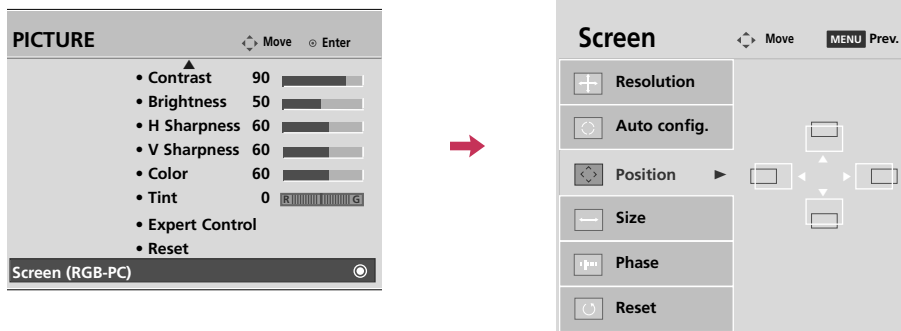 PICTURE
Move Enter
• Contrast 90
• Brightness 50
• H Sharpness 60
• V Sharpness 60
• Color 60
• Tint 0 R G
• Expert Control
• Reset
Screen (RGB-PC)
Screen
Move MENU Prev.
Resolution
Auto config.
Position
Size
Phase
Reset